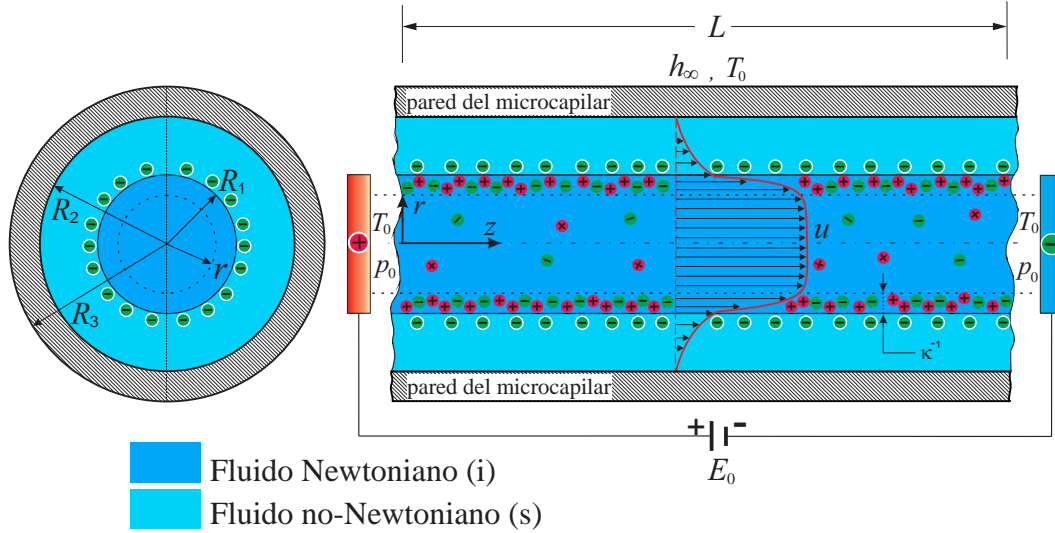 L
h∞ , T₀
pared del microcapilar
R₁
R₂
R₃
r
T₀
p₀
r
z
u
T₀
p₀
κ⁻¹
pared del microcapilar
+ -
E₀
Fluido Newtoniano (i)
Fluido no-Newtoniano (s)